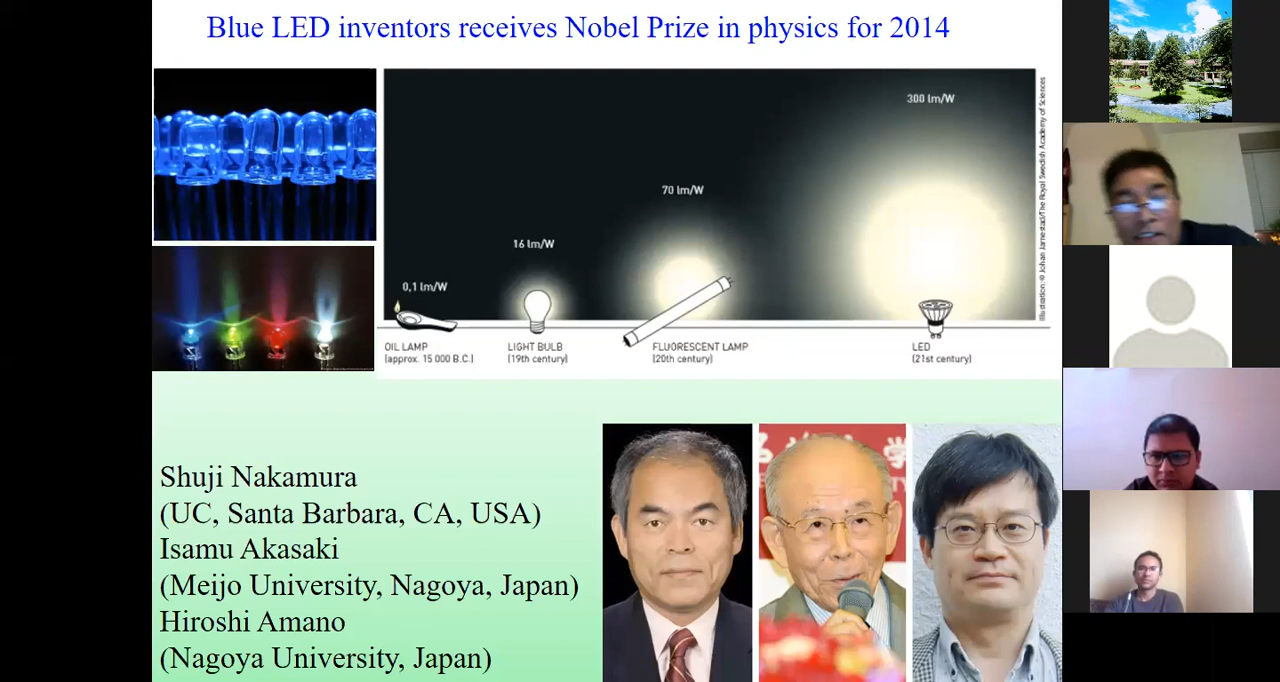 Blue LED inventors receives Nobel Prize in physics for 2014
300 lm/W
70 lm/W
16 lm/W
0,1 lm/W
OIL LAMP
(approx. 15 000 B.C.)
LIGHT BULB
(19th century)
FLUORESCENT LAMP
(20th century)
LED
(21st century)
Illustration: © Johan Jarnestad/The Royal Swedish Academy of Sciences
Shuji Nakamura
(UC, Santa Barbara, CA, USA)
Isamu Akasaki
(Meijo University, Nagoya, Japan)
Hiroshi Amano
(Nagoya University, Japan)